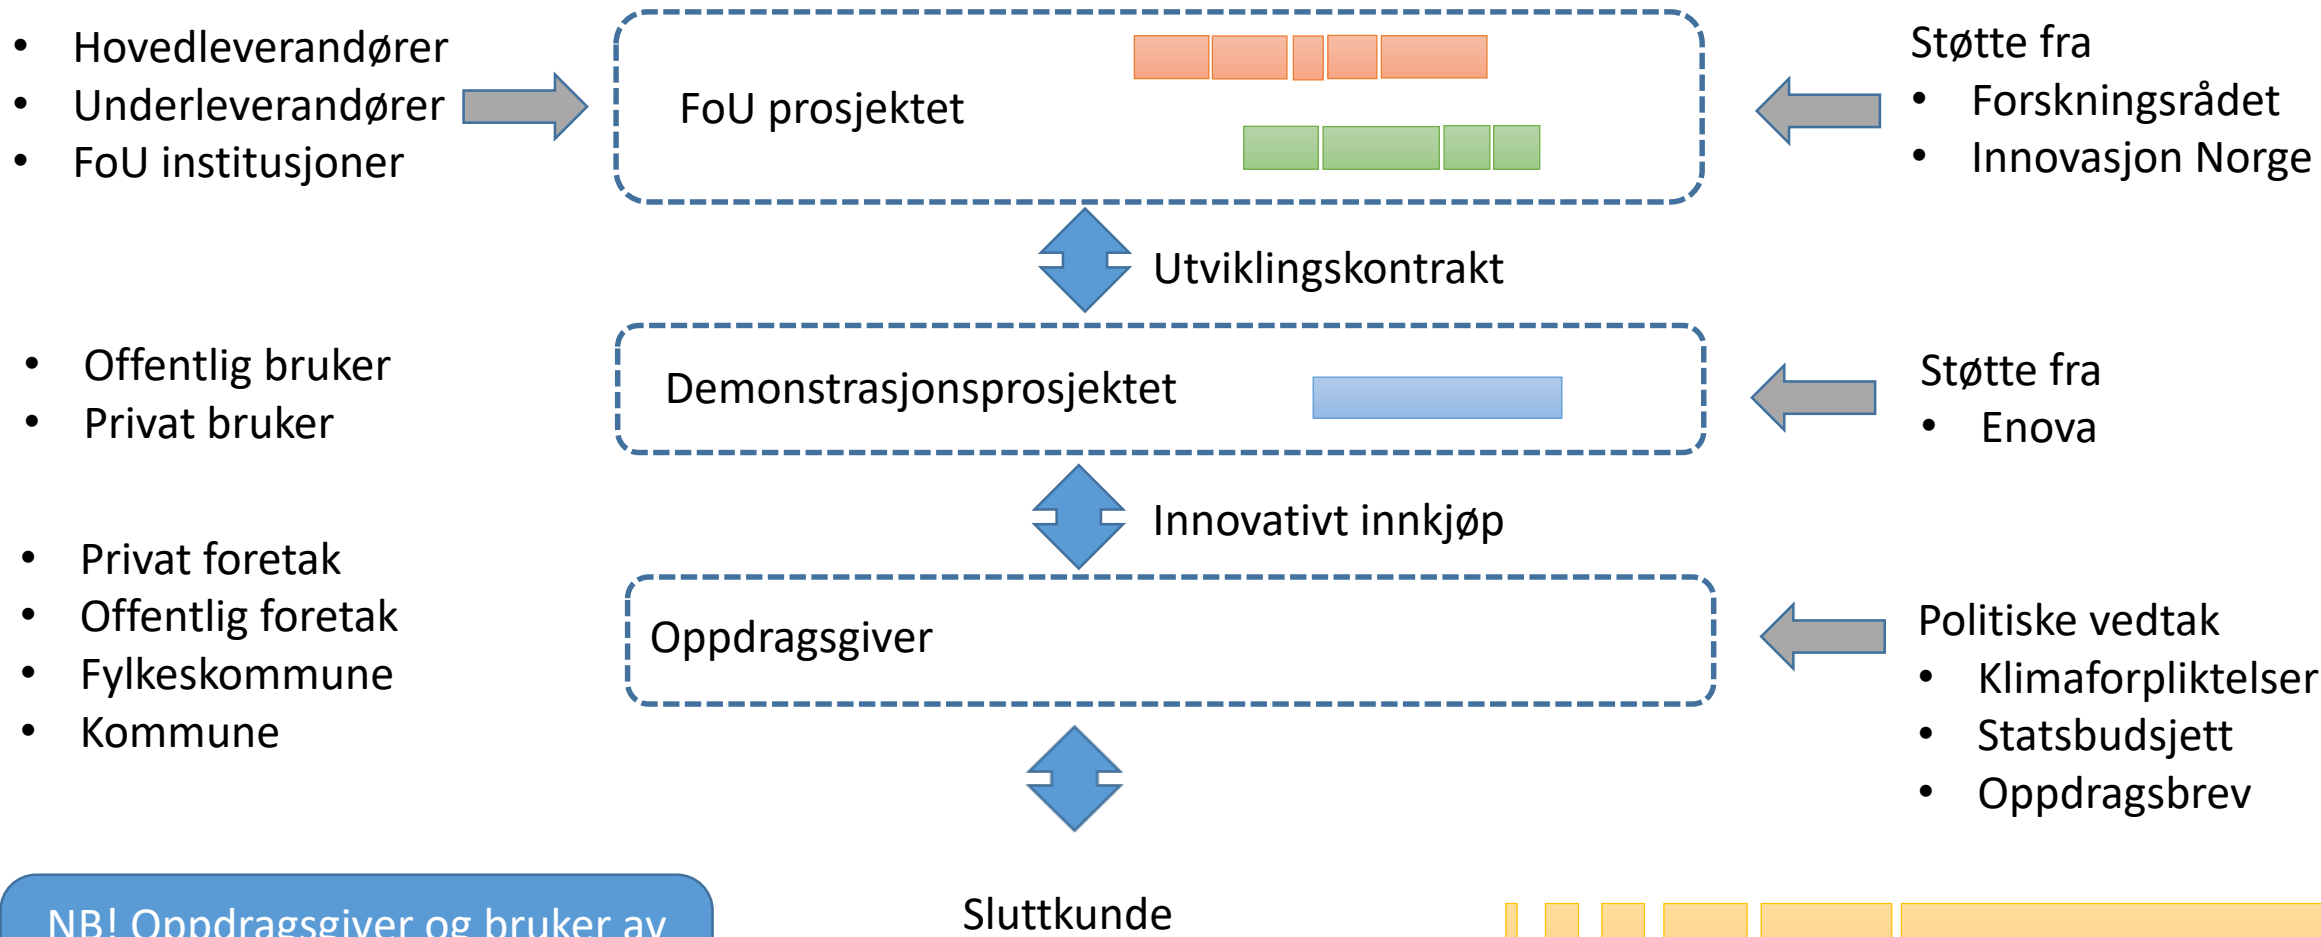 • Hovedleverandører
• Underleverandører
• FoU institusjoner
FoU prosjektet
Støtte fra
• Forskningsrådet
• Innovasjon Norge
Utviklingskontrakt
• Offentlig bruker
• Privat bruker
Demonstrasjonsprosjektet
Støtte fra
• Enova
Innovativt innkjøp
• Privat foretak
• Offentlig foretak
• Fylkeskommune
• Kommune
Oppdragsgiver
Politiske vedtak
• Klimaforpliktelser
• Statsbudsjett
• Oppdragsbrev
NB! Oppdragsgiver og bruker av
Sluttkunde